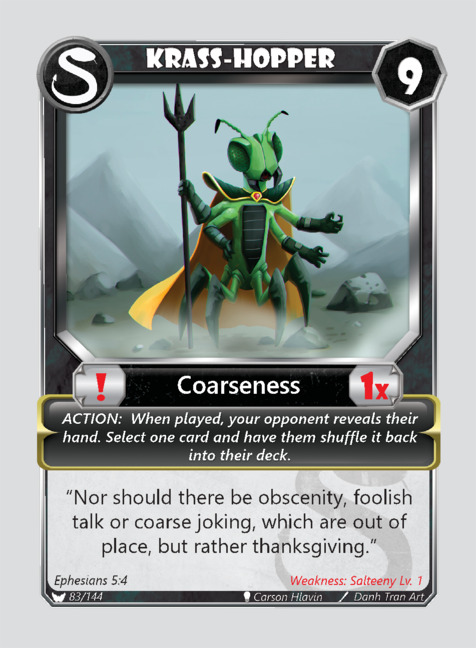 S
KRASS-HOPPER
9
!
Coarseness
1x
ACTION: When played, your opponent reveals their
hand. Select one card and have them shuffle it back
into their deck.
“Nor should there be obscenity, foolish
talk or coarse joking, which are out of
place, but rather thanksgiving.”
Ephesians 5:4
Weakness: Salteeny Lv. 1
83/144
Carson Hlavin
Danh Tran Art